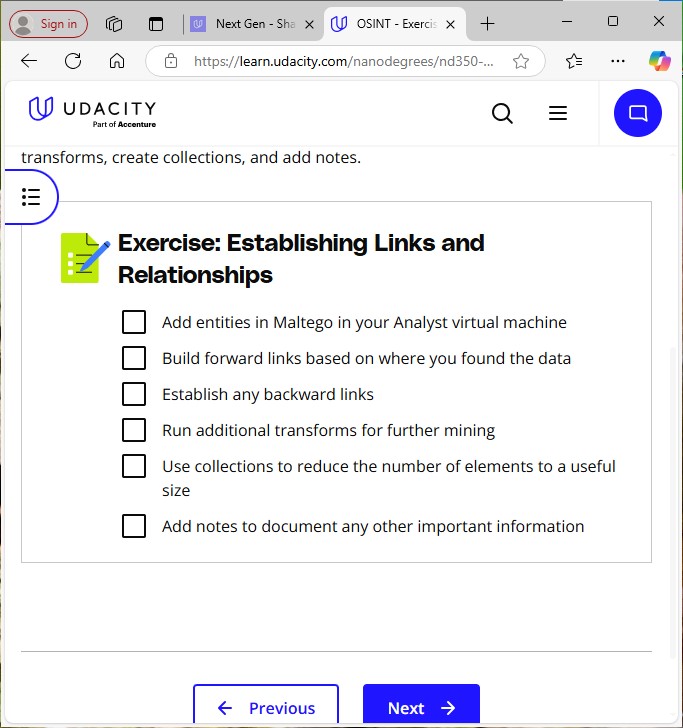 Sign in
Next Gen - Sha
OSINT - Exercis
https://learn.udacity.com/nanodegrees/nd350-...
UDACITY
Part of Accenture
transforms, create collections, and add notes.
Exercise: Establishing Links and
Relationships
Add entities in Maltego in your Analyst virtual machine
Build forward links based on where you found the data
Establish any backward links
Run additional transforms for further mining
Use collections to reduce the number of elements to a useful
size
Add notes to document any other important information
Previous
Next